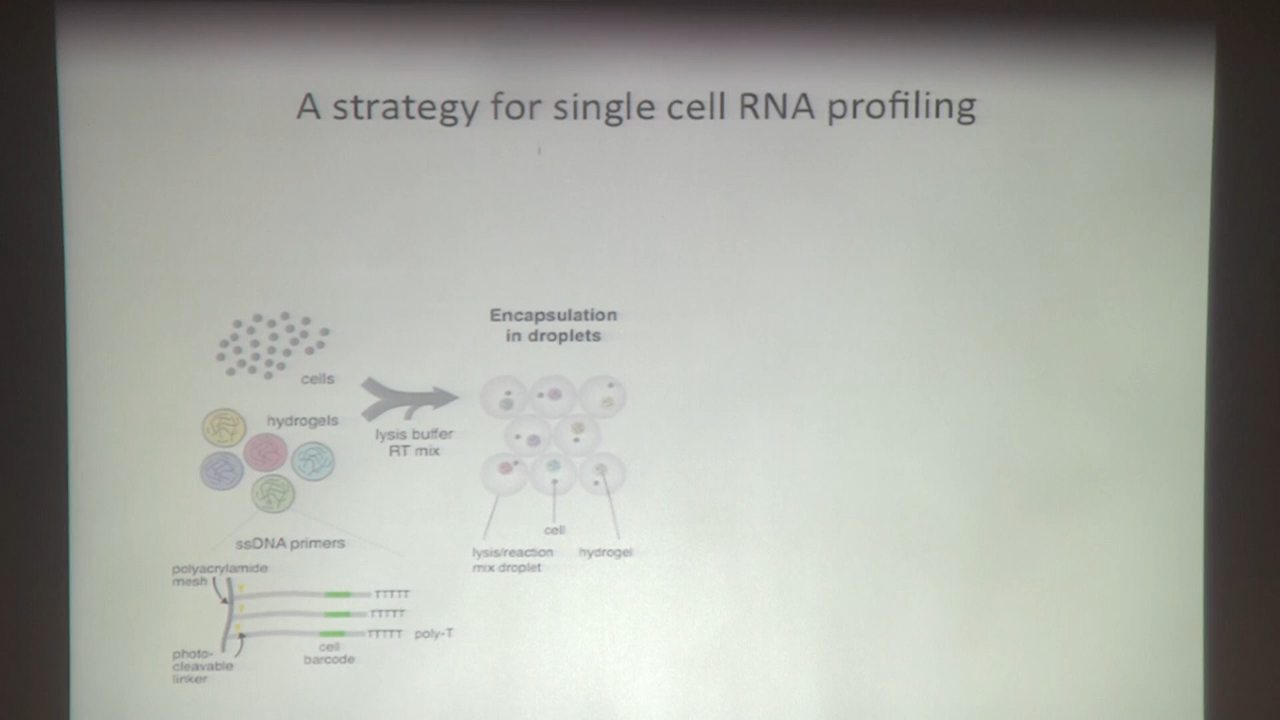 A strategy for single cell RNA profiling
Encapsulation
in droplets
cells
hydrogels
lysis buffer
RT mix
cell
lysis/reaction
mix droplet
hydrogel
ssDNA primers
polyacrylamide
mesh
TTTTT
TTTTT
TTTTT poly-T
cell
barcode
photo-
cleavable
linker